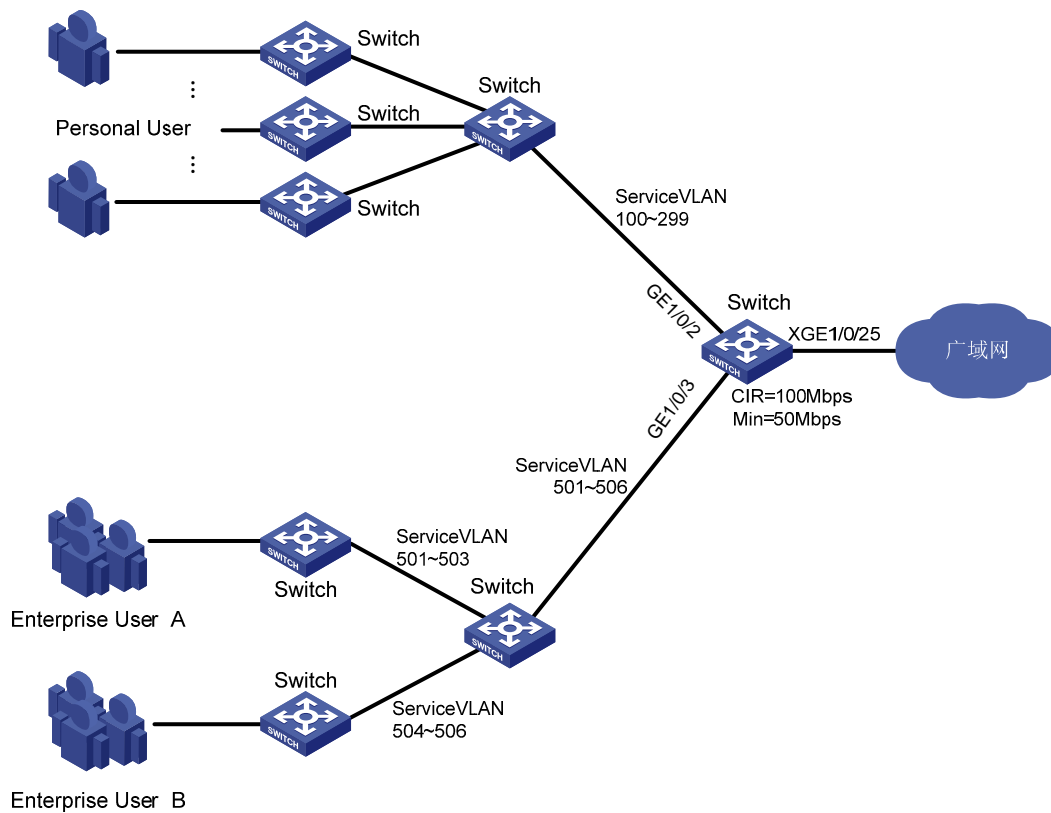 Switch
SWITCH
Switch
SWITCH
Switch
SWITCH
Personal User
Switch
SWITCH
ServiceVLAN
100~299
GE1/0/2
Switch
SWITCH
XGE1/0/25
广域网
CIR=100Mbps
Min=50Mbps
GE1/0/3
ServiceVLAN
501~506
ServiceVLAN
501~503
SWITCH
Switch
Switch
SWITCH
Enterprise User A
Switch
SWITCH
ServiceVLAN
504~506
Enterprise User B